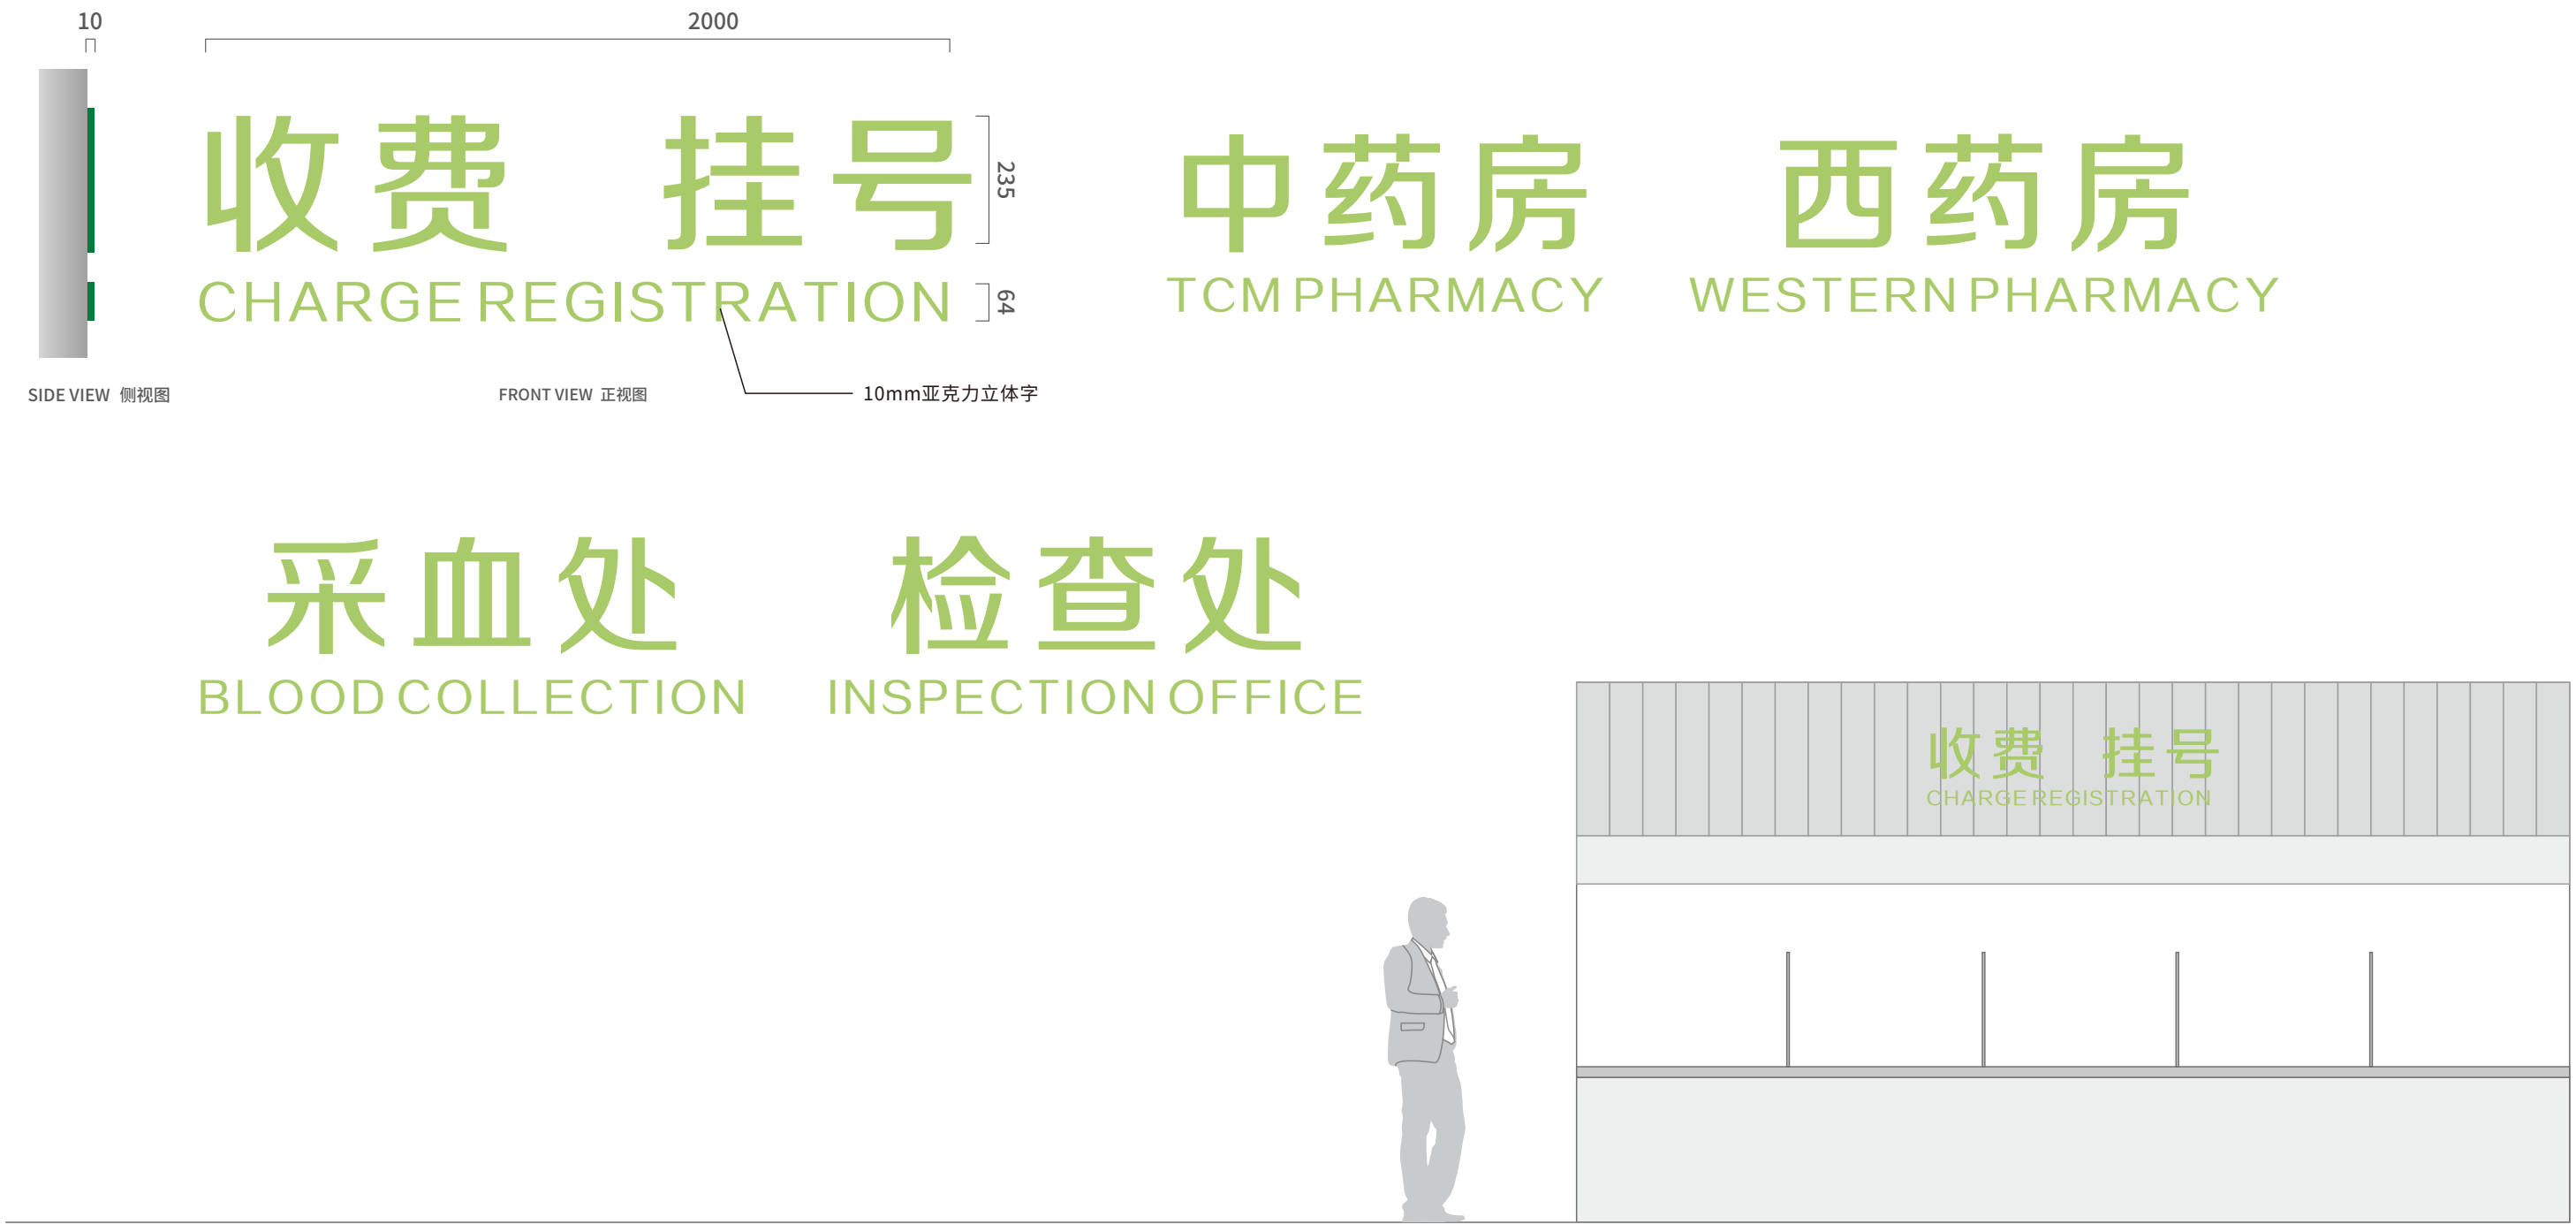 10
2000
收费 挂号
235
CHARGE REGISTRATION
64
中药房
TCM PHARMACY
西药房
WESTERN PHARMACY
SIDE VIEW 侧视图
FRONT VIEW 正视图
10mm亚克力立体字
采血处
BLOOD COLLECTION
检查处
INSPECTION OFFICE
收费 挂号
CHARGE REGISTRATION